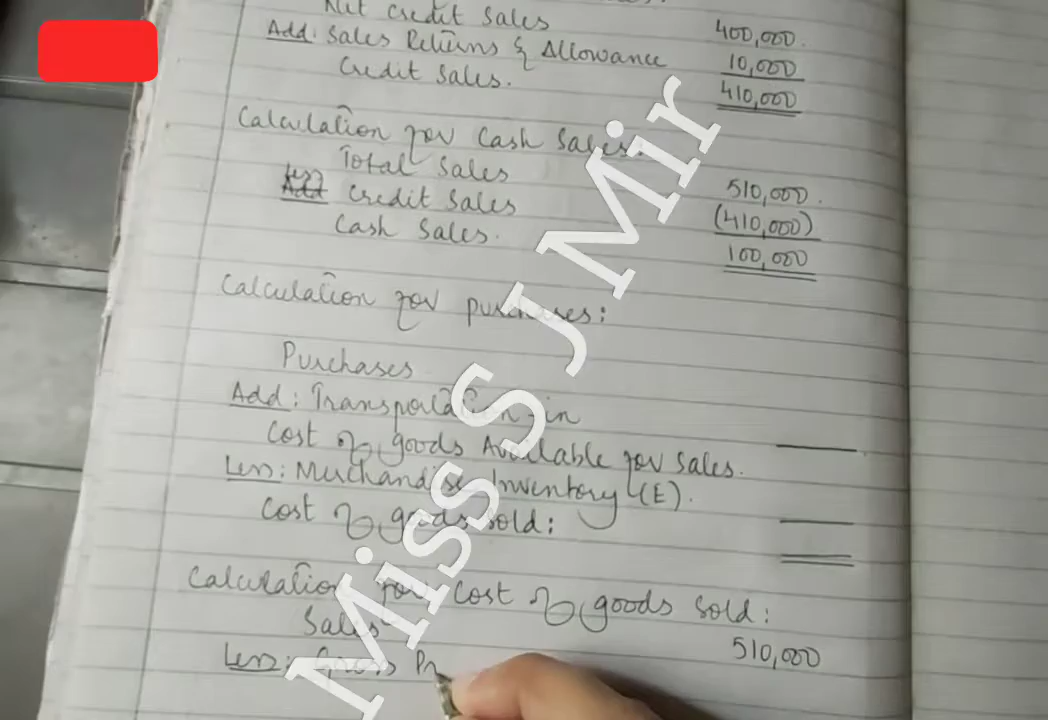 Net Credit Sales 400,000.
Add: Sales Returns & Allowance 10,000
Credit Sales. 410,000
Calculation for Cash Sales.
Total Sales 510,000.
Less Credit Sales (410,000)
Cash Sales. 100,000
Calculation for purchases:
Purchases
Add: Transportation-in
Cost of goods Available for Sales.
Less: Merchandise Inventory (E).
Cost of goods sold:
Calculation for Cost of goods Sold:
Sales 510,000
Less: Gross Pr
Miss J Mir